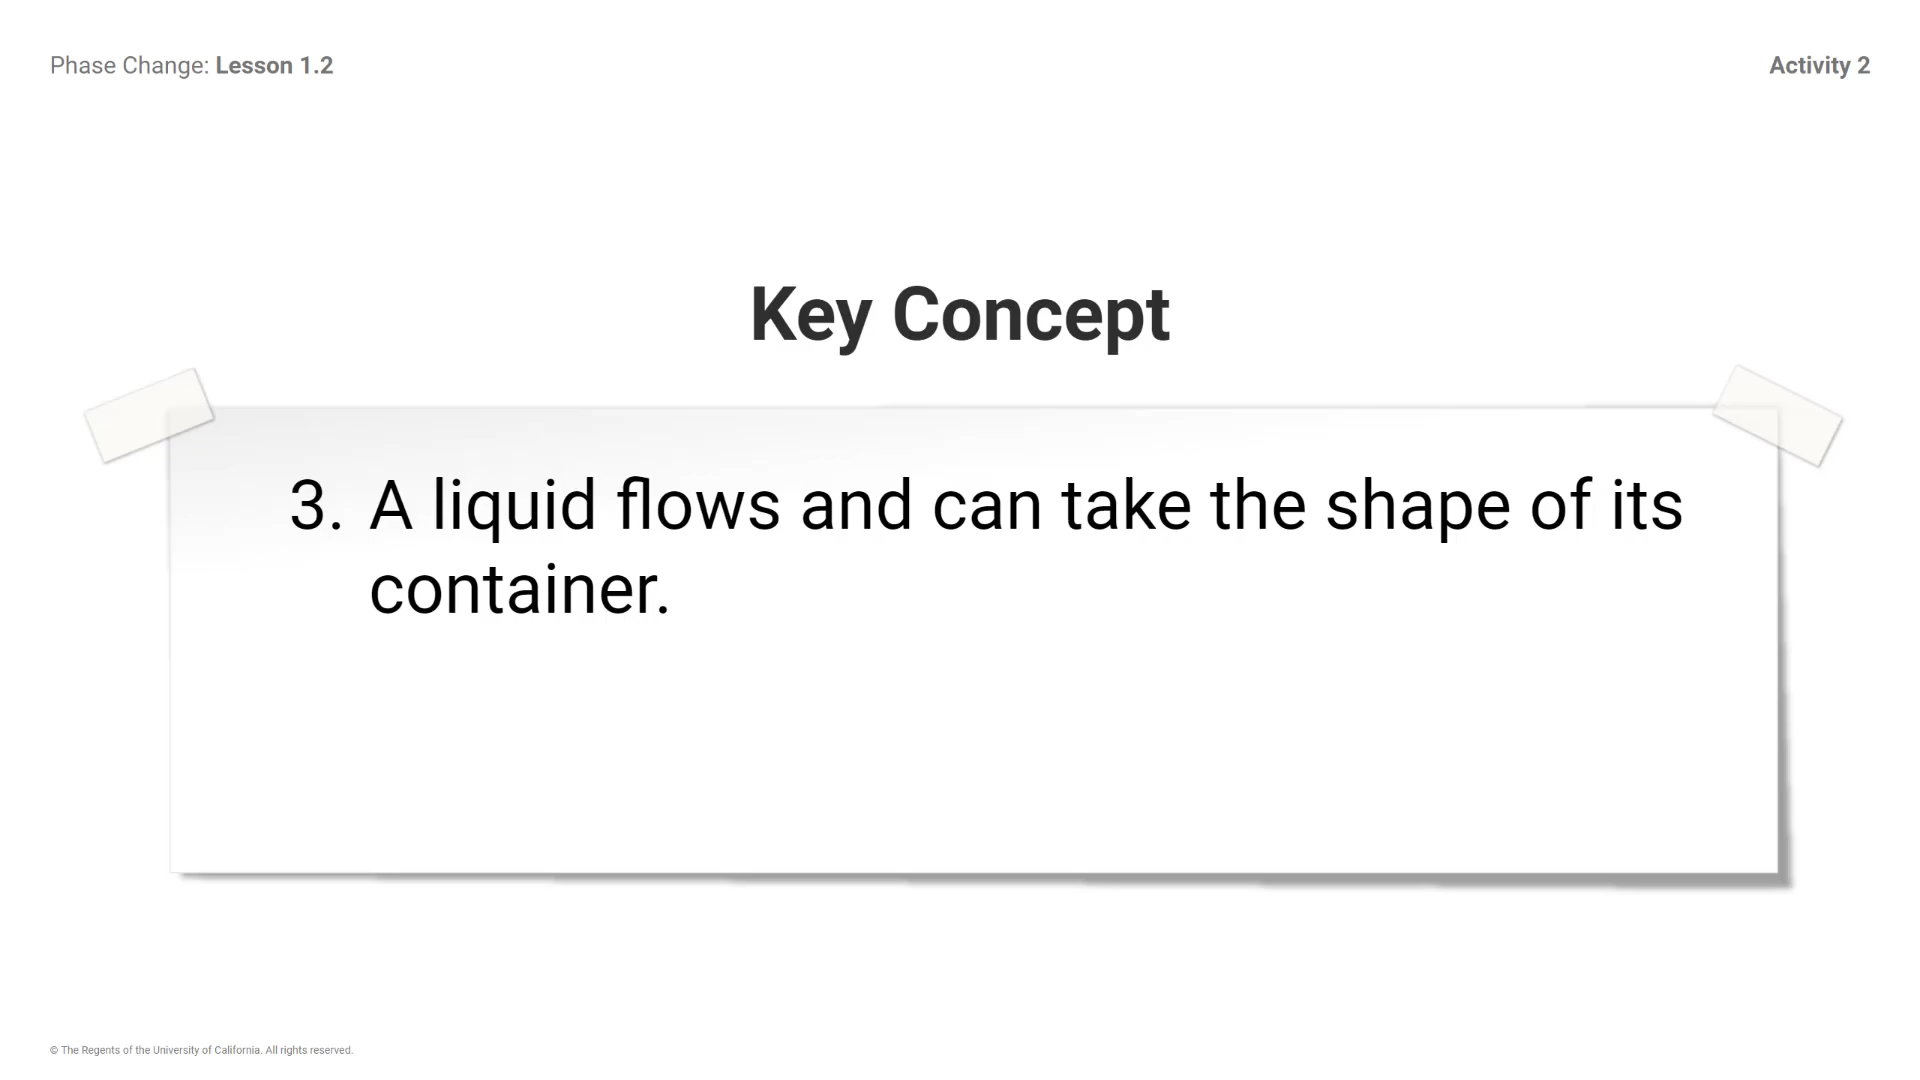 Phase Change: Lesson 1.2
Activity 2
Key Concept
3. A liquid flows and can take the shape of its
container.
© The Regents of the University of California. All rights reserved.